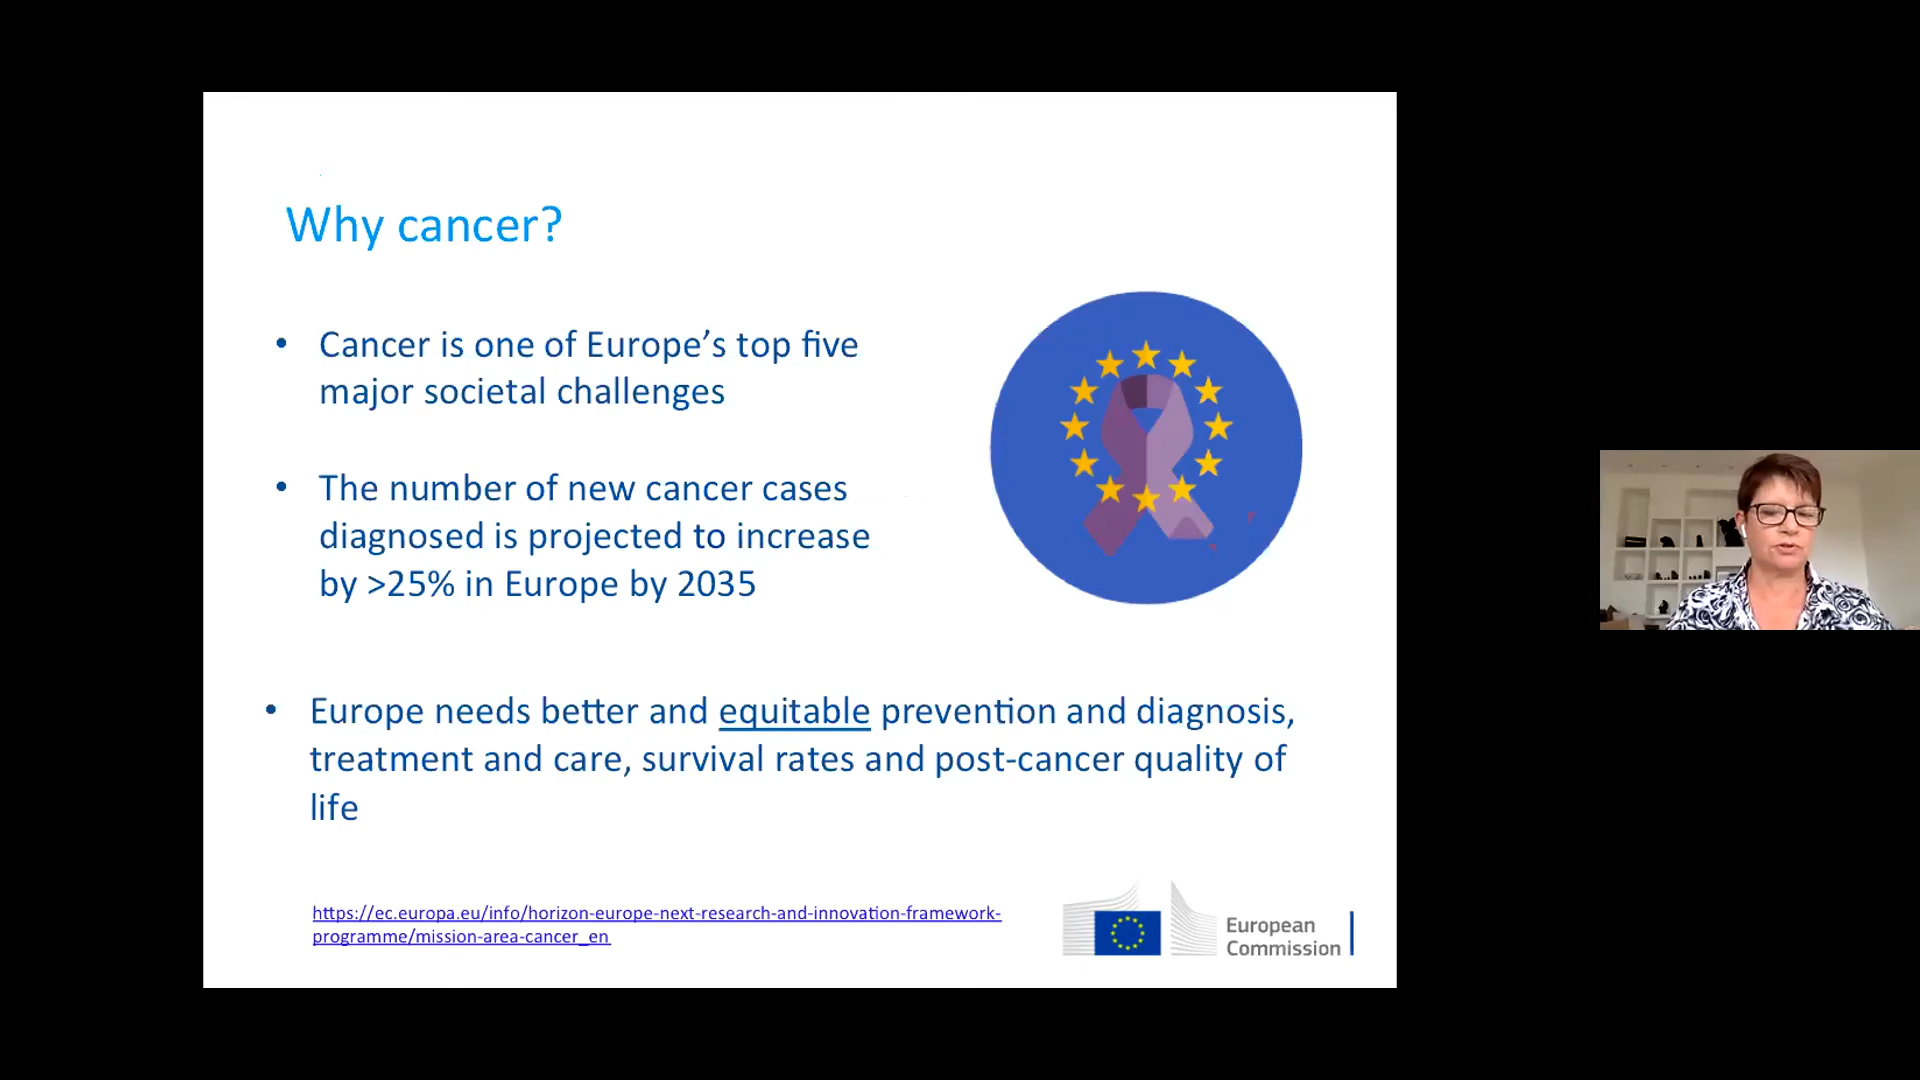 Why cancer?
• Cancer is one of Europe’s top five
major societal challenges
• The number of new cancer cases
diagnosed is projected to increase
by >25% in Europe by 2035
• Europe needs better and equitable prevention and diagnosis,
treatment and care, survival rates and post-cancer quality of
life
https://ec.europa.eu/info/horizon-europe-next-research-and-innovation-framework-
programme/mission-area-cancer_en
European
Commission